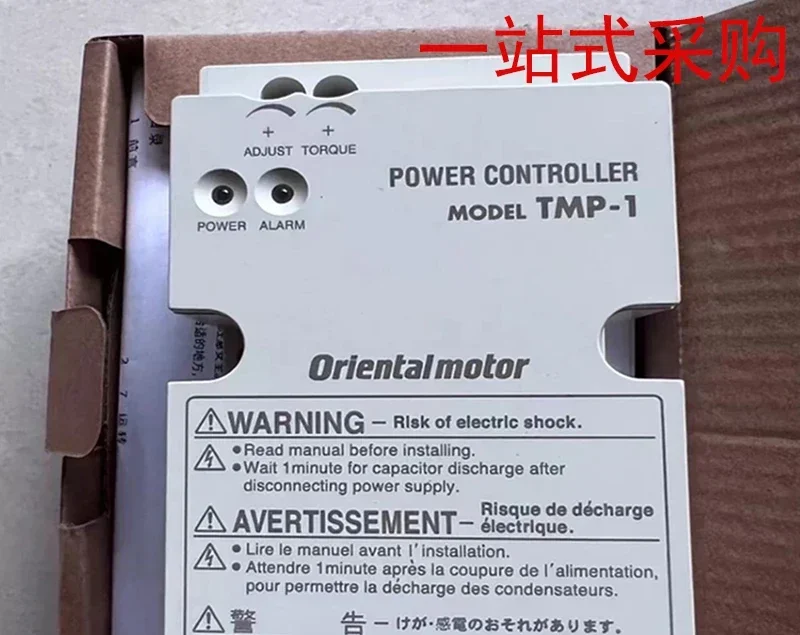 一站式采购
+ +
ADJUST TORQUE
POWER CONTROLLER
MODEL TMP-1
POWER ALARM
Orientalmotor
WARNING - Risk of electric shock.
• Read manual before installing.
• Wait 1minute for capacitor discharge after
disconnecting power supply.
AVERTISSEMENT - Risque de décharge
électrique.
• Lire le manuel avant l'installation.
• Attendre 1minute après la coupure de l'alimentation,
pour permettre la décharge des condensateurs.
警 告 - けが・感電のおそれがあります。